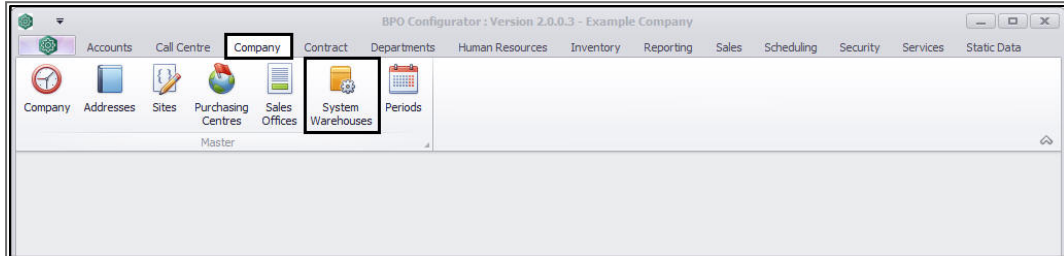 BPO Configurator : Version 2.0.0.3 - Example Company
Accounts Call Centre Company Contract Departments Human Resources Inventory Reporting Sales Scheduling Security Services Static Data
Company Addresses Sites Purchasing Sales System Periods
Centres Offices Warehouses
Master